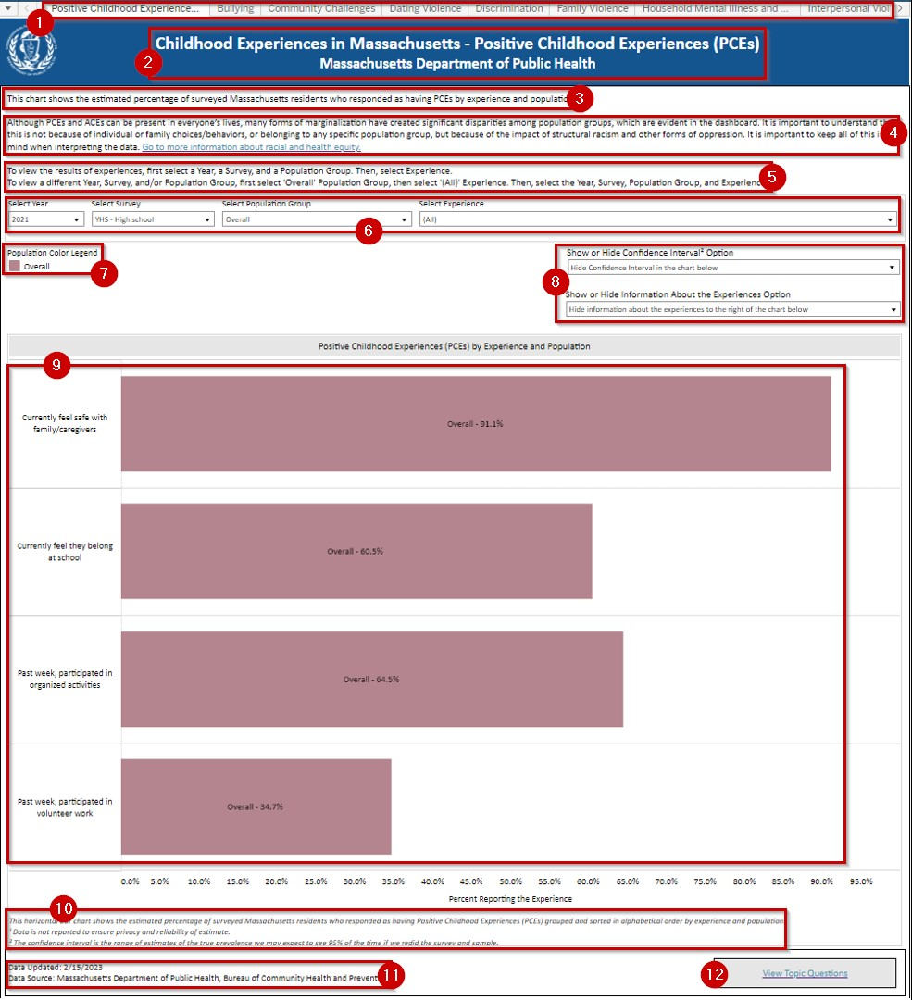 Positive Childhood Experience... Bullying Community Challenges Dating Violence Discrimination Family Violence Household Mental Illness and ... Interpersonal Viol
1
Childhood Experiences in Massachusetts - Positive Childhood Experiences (PCEs)
Massachusetts Department of Public Health
2
This chart shows the estimated percentage of surveyed Massachusetts residents who responded as having PCEs by experience and
3
Although PCEs and ACEs can be present in everyone's lives, many forms of marginalization have created significant disparities among population groups, which are evident in the dashboard. It is important to understand
this is not because of individual or family choices/behaviors, or belonging to any specific population group, but because of the impact of structural racism and other forms of oppression. It is important to keep all of this
mind when interpreting the data. Go to more information about racial and health equity.
4
To view the results of experiences, first select a Year, a Survey, and a Population Group. Then, select Experience.
To view a different Year, Survey, and/or Population Group, first select 'Overall' Population Group, then select '(All)' Experience. Then, select the Year, Survey, Population Group, and
5
Select Year Select Survey Select Population Group Select Experience
2021 YHS - High school Overall (All)
6
Population Color Legend
Overall
7
Show or Hide Confidence Interval² Option
Hide Confidence Interval in the chart below
8
Show or Hide Information About the Experiences Option
Hide information about the experiences to the right of the chart below
Positive Childhood Experiences (PCEs) by Experience and Population
9
Currently feel safe with
family/caregivers
Overall - 91.1%
Currently feel they belong
at school
Overall - 60.5%
Past week, participated in
organized activities
Overall - 64.5%
Past week, participated in
volunteer work
Overall - 34.7%
0.0% 5.0% 10.0% 15.0% 20.0% 25.0% 30.0% 35.0% 40.0% 45.0% 50.0% 55.0% 60.0% 65.0% 70.0% 75.0% 80.0% 85.0% 90.0% 95.0%
Percent Reporting the Experience
10
This chart shows the estimated percentage of surveyed Massachusetts residents who responded as having Positive Childhood Experiences (PCEs) grouped and sorted in alphabetical order by experience and population
¹ Data is not reported to ensure privacy and reliability of estimate.
² The confidence interval is the range of estimates of the true prevalence we may expect to see 95% of the time if we redid the survey and sample.
Data Updated: 2/15/2023
Data Source: Massachusetts Department of Public Health, Bureau of Community Health and
11
12
View Topic Questions